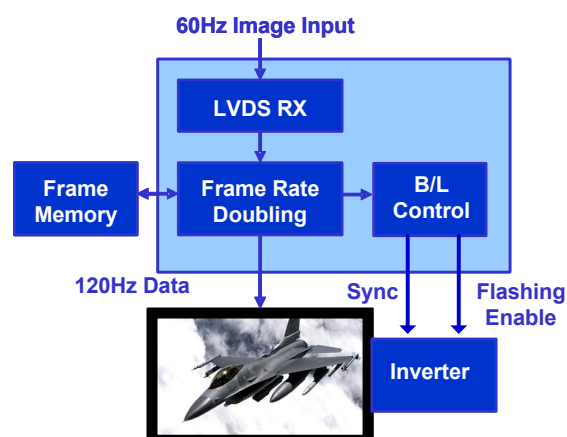 60Hz Image Input
LVDS RX
Frame
Memory
Frame Rate
Doubling
B/L
Control
120Hz Data
Sync
Flashing
Enable
Inverter